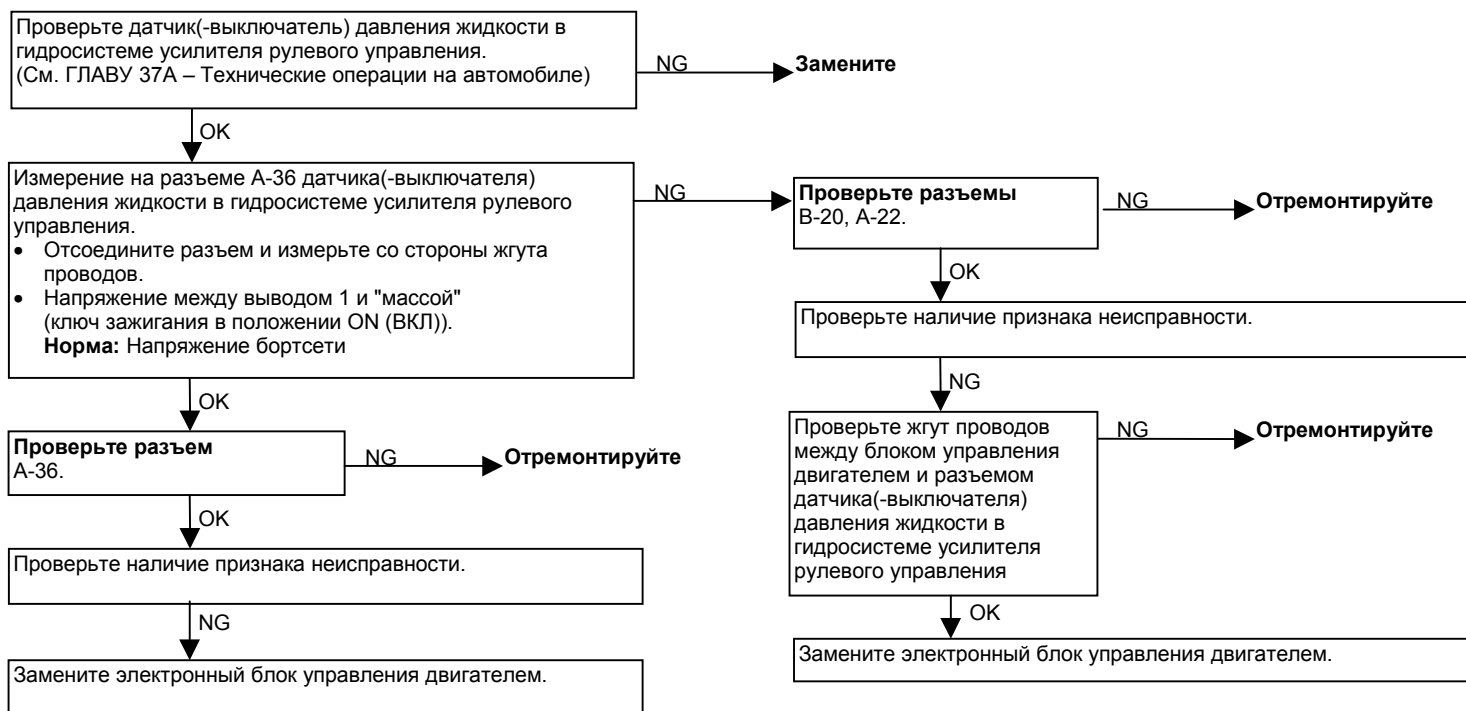 Проверьте датчик(-выключатель) давления жидкости в
гидросистеме усилителя рулевого управления.
(См. ГЛАВУ 37A – Технические операции на автомобиле)
NG
Замените
OK
Измерение на разъеме А-36 датчика(-выключателя)
давления жидкости в гидросистеме усилителя рулевого
управления.
• Отсоедините разъем и измерьте со стороны жгута
проводов.
• Напряжение между выводом 1 и "массой"
(ключ зажигания в положении ON (ВКЛ)).
Норма: Напряжение бортсети
NG
Проверьте разъемы
B-20, A-22.
NG
Отремонтируйте
OK
Проверьте наличие признака неисправности.
NG
Проверьте жгут проводов
между блоком управления
двигателем и разъемом
датчика(-выключателя)
давления жидкости в
гидросистеме усилителя
рулевого управления
NG
Отремонтируйте
OK
Замените электронный блок управления двигателем.
OK
Проверьте разъем
А-36.
NG
Отремонтируйте
OK
Проверьте наличие признака неисправности.
NG
Замените электронный блок управления двигателем.